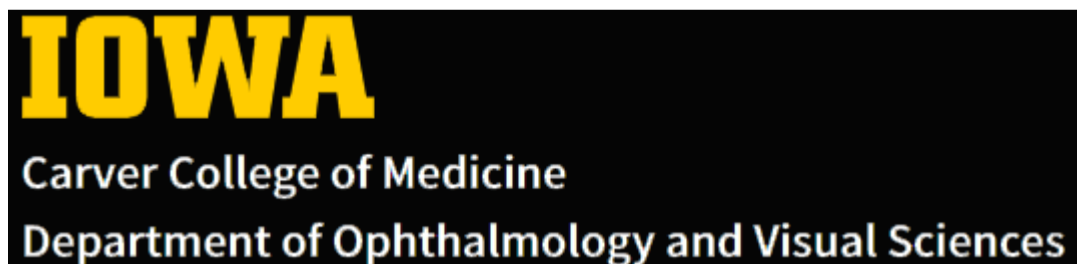 IOWA
Carver College of Medicine
Department of Ophthalmology and Visual Sciences